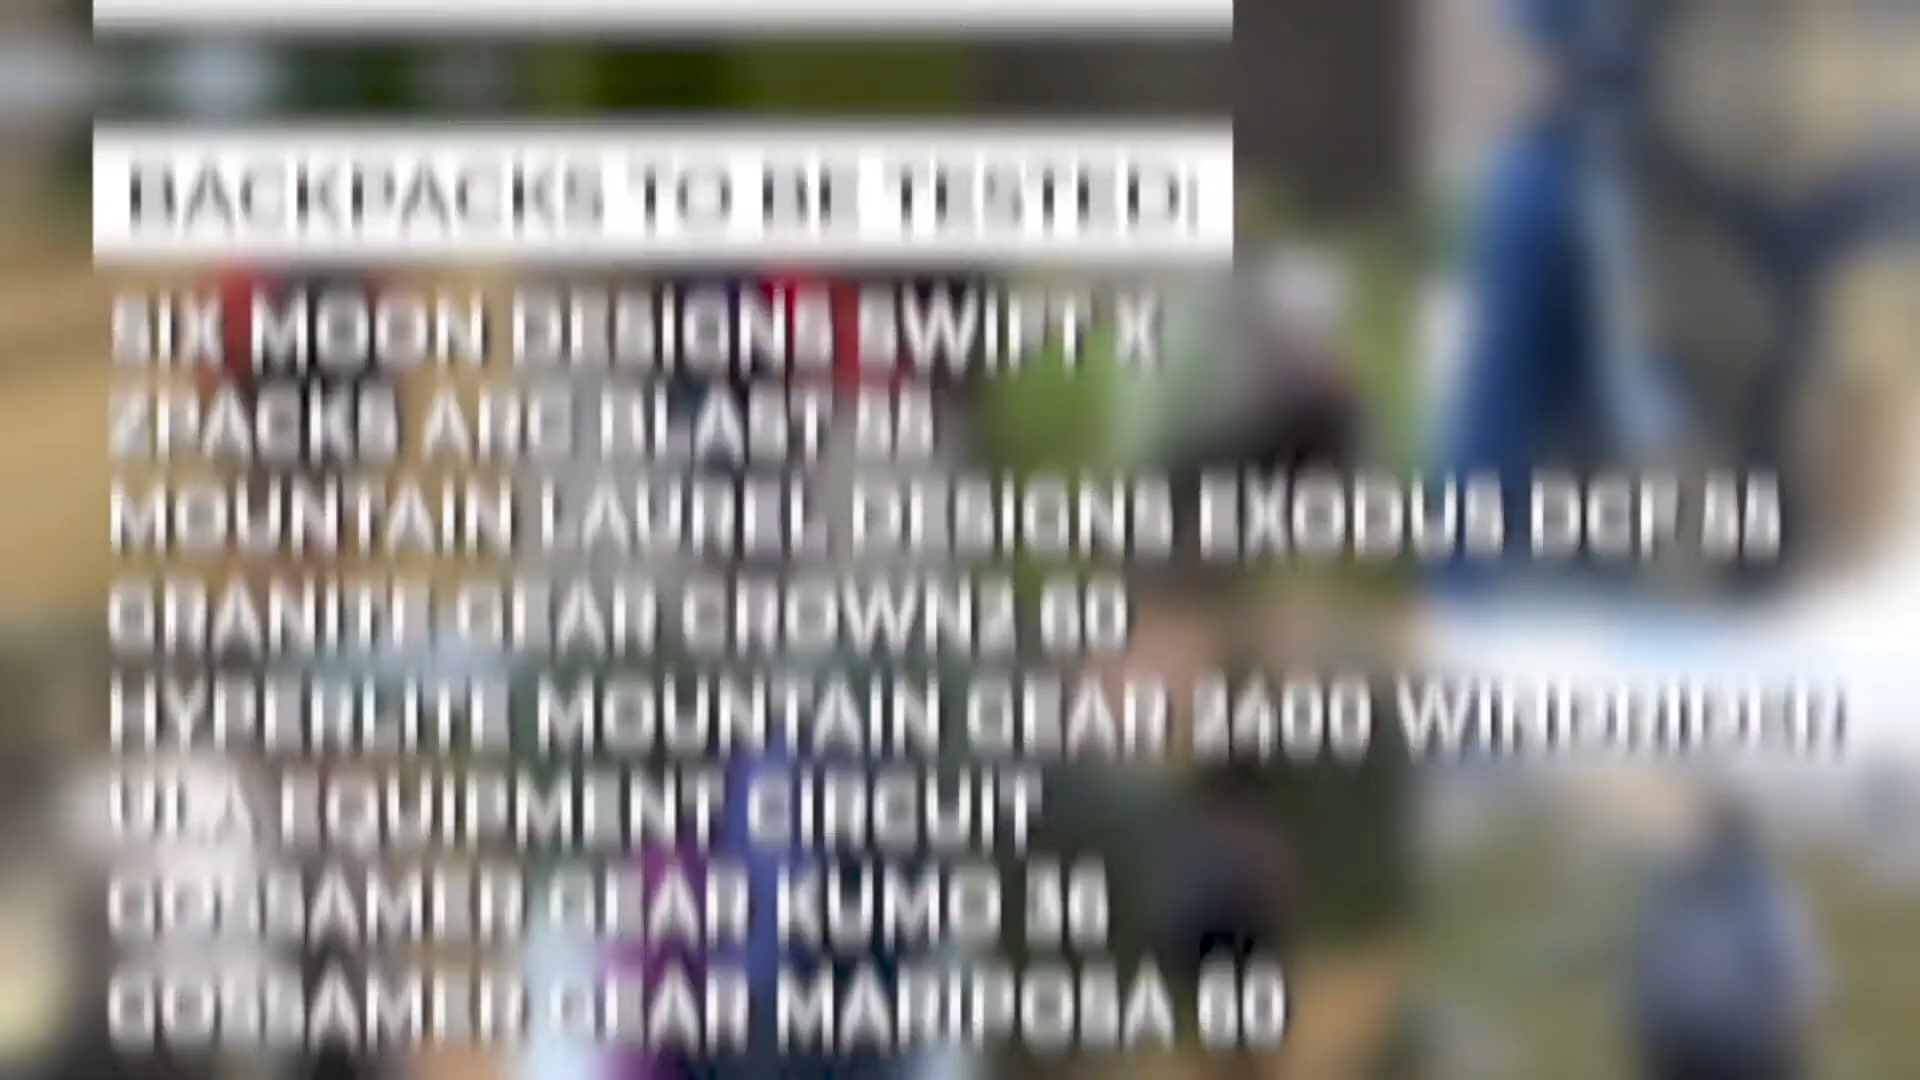 BACKPACKS TO BE TESTED:
SIX MOON DESIGNS SWIFT X
ZPACKS ARC BLAST 55
MOUNTAIN LAUREL DESIGNS EXODUS DCF 55
GRANITE GEAR CROWN2 60
HYPERLITE MOUNTAIN GEAR 2400 WINDRIDER
ULA EQUIPMENT CIRCUIT
GOSSAMER GEAR KUMO 36
GOSSAMER GEAR MARIPOSA 60